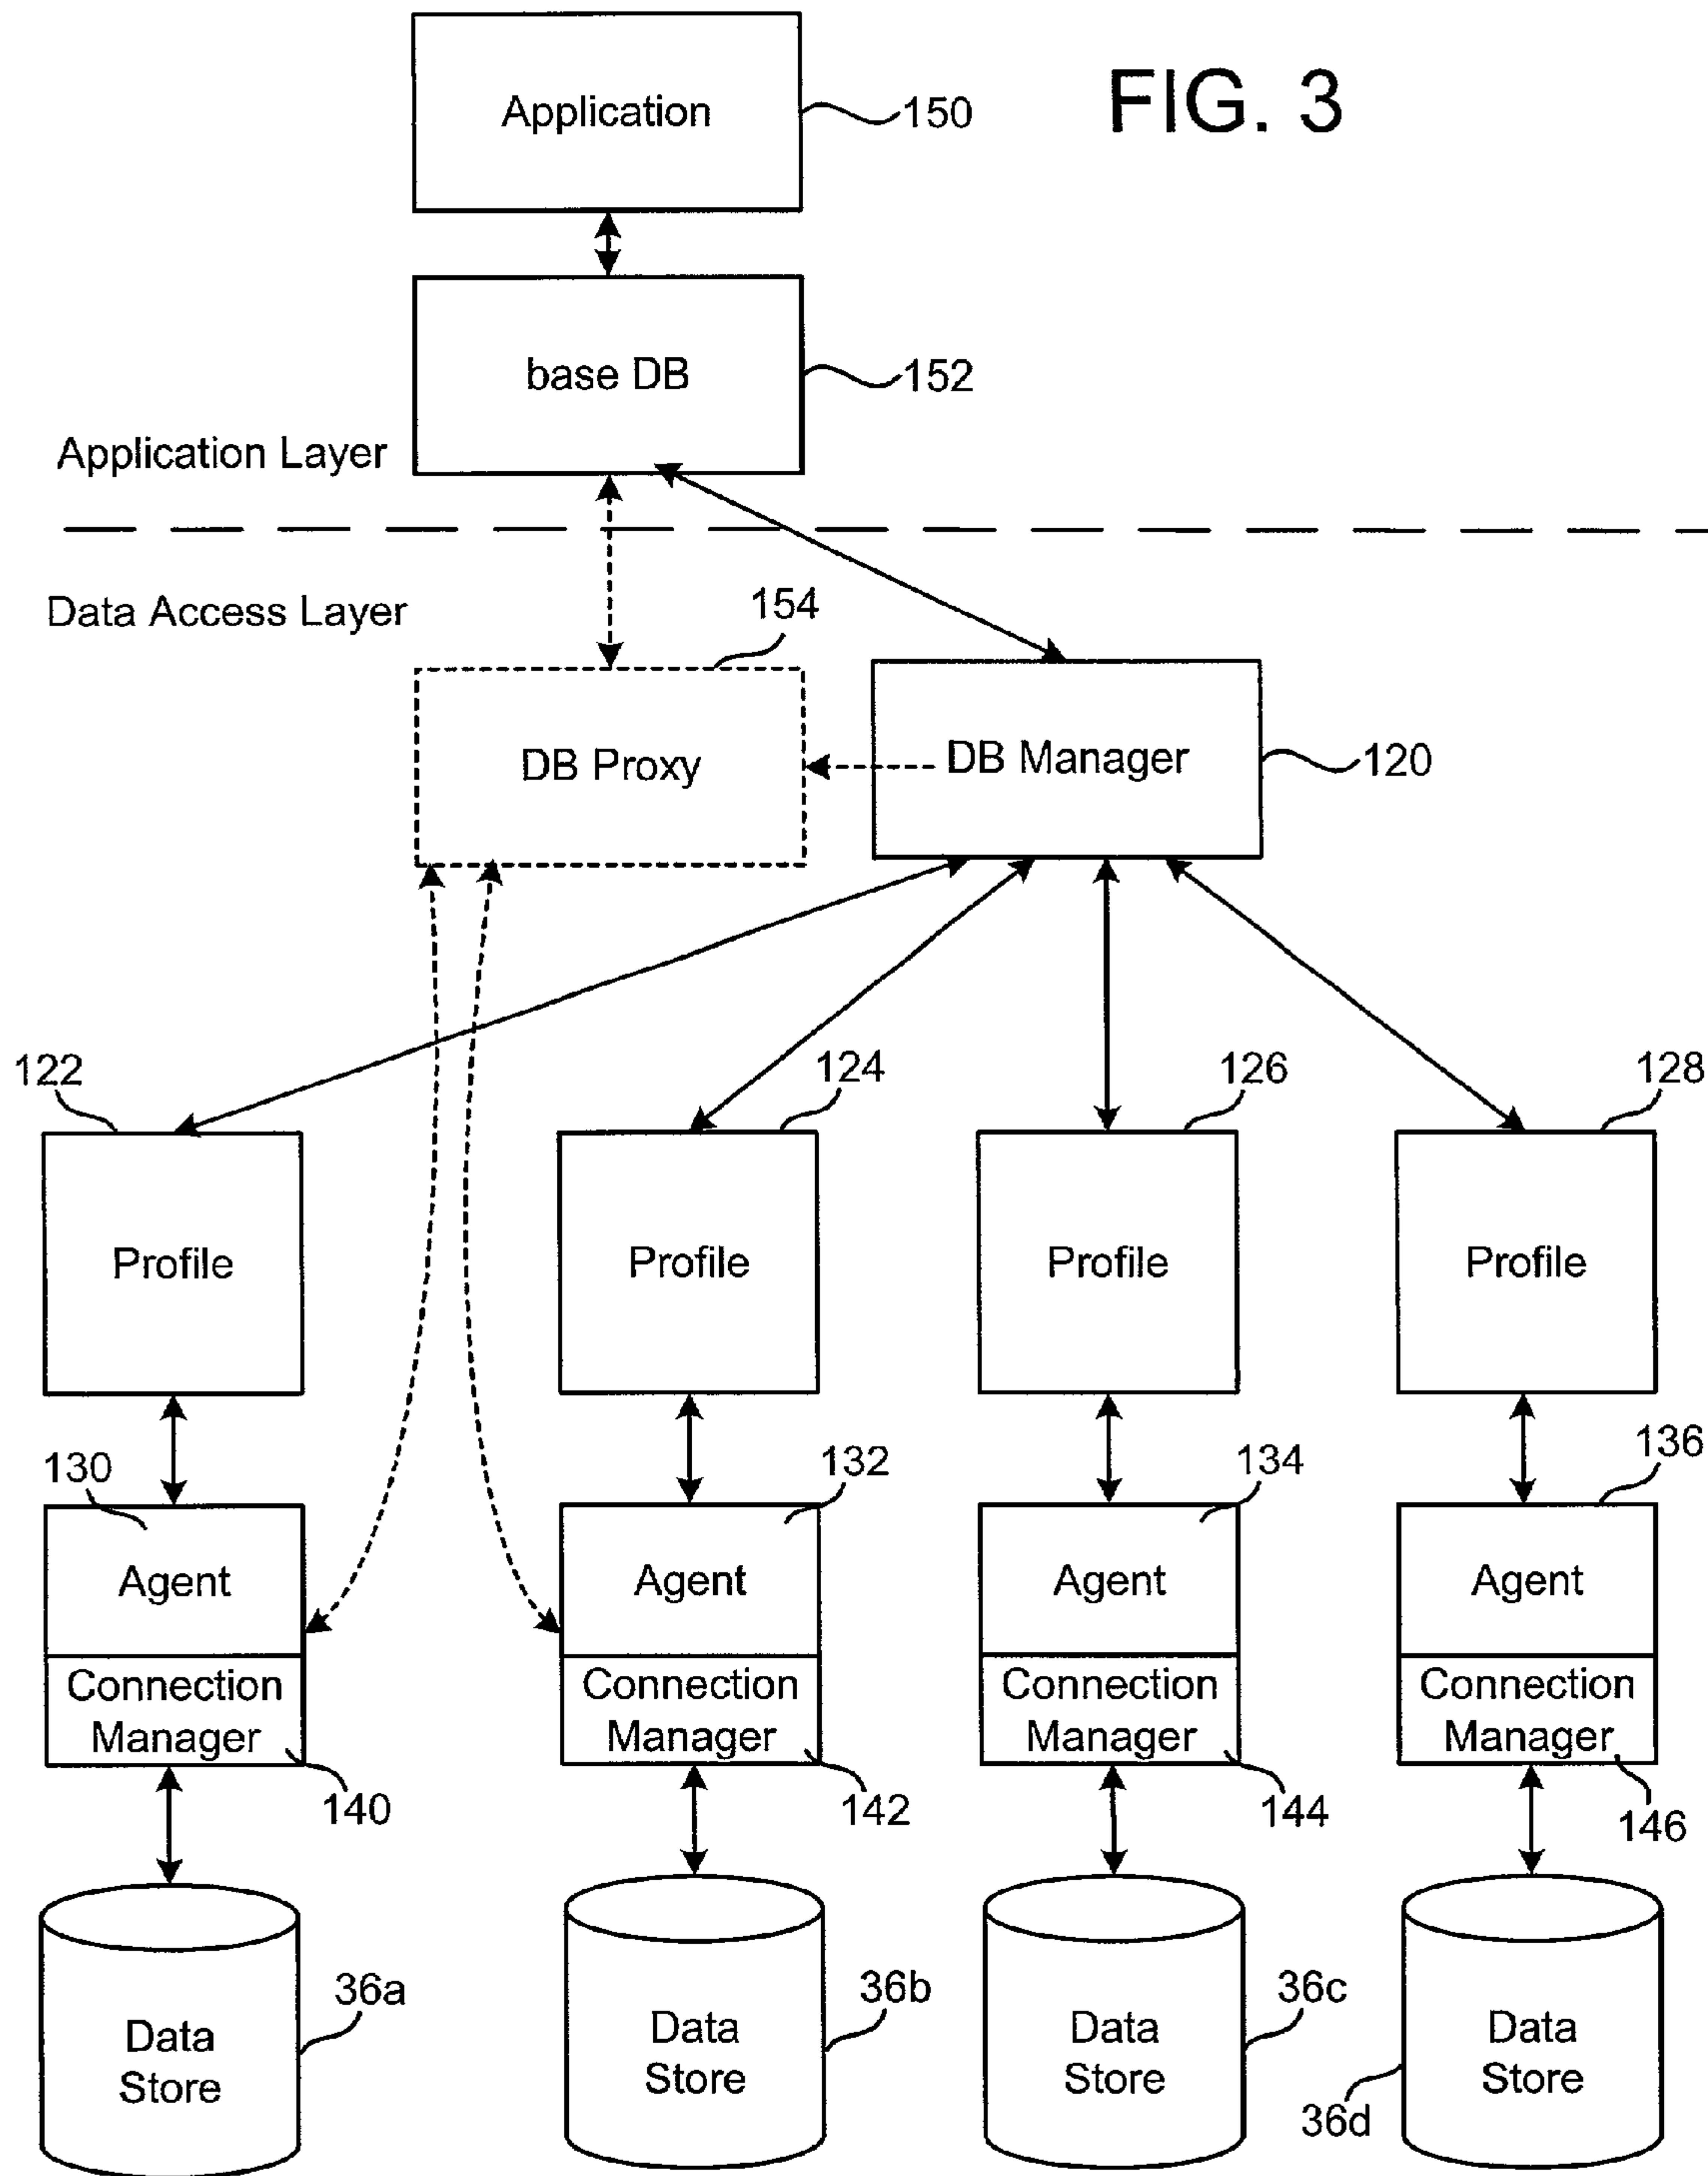 FIG. 3
Application
150
base DB
152
Application Layer
Data Access Layer
154
DB Proxy
DB Manager
120
122
124
126
128
Profile
Profile
Profile
Profile
130
132
134
136
Agent
Agent
Agent
Agent
Connection
Manager
Connection
Manager
Connection
Manager
Connection
Manager
140
142
144
146
36a
36b
36c
36d
Data
Store
Data
Store
Data
Store
Data
Store